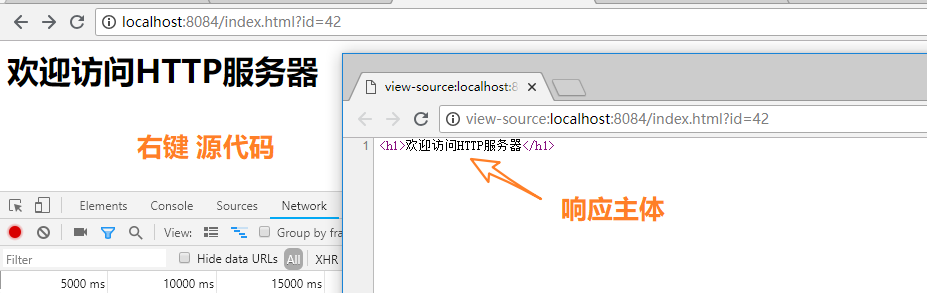 localhost:8084/index.html?id=42
欢迎访问HTTP服务器
右键 源代码
Elements Console Sources Network
View: Group by fra
Filter Hide data URLs All XHR
5000 ms 10000 ms 15000 ms
view-source:localhost:8
view-source:localhost:8084/index.html?id=42
1 <h1>欢迎访问HTTP服务器</h1>
响应主体